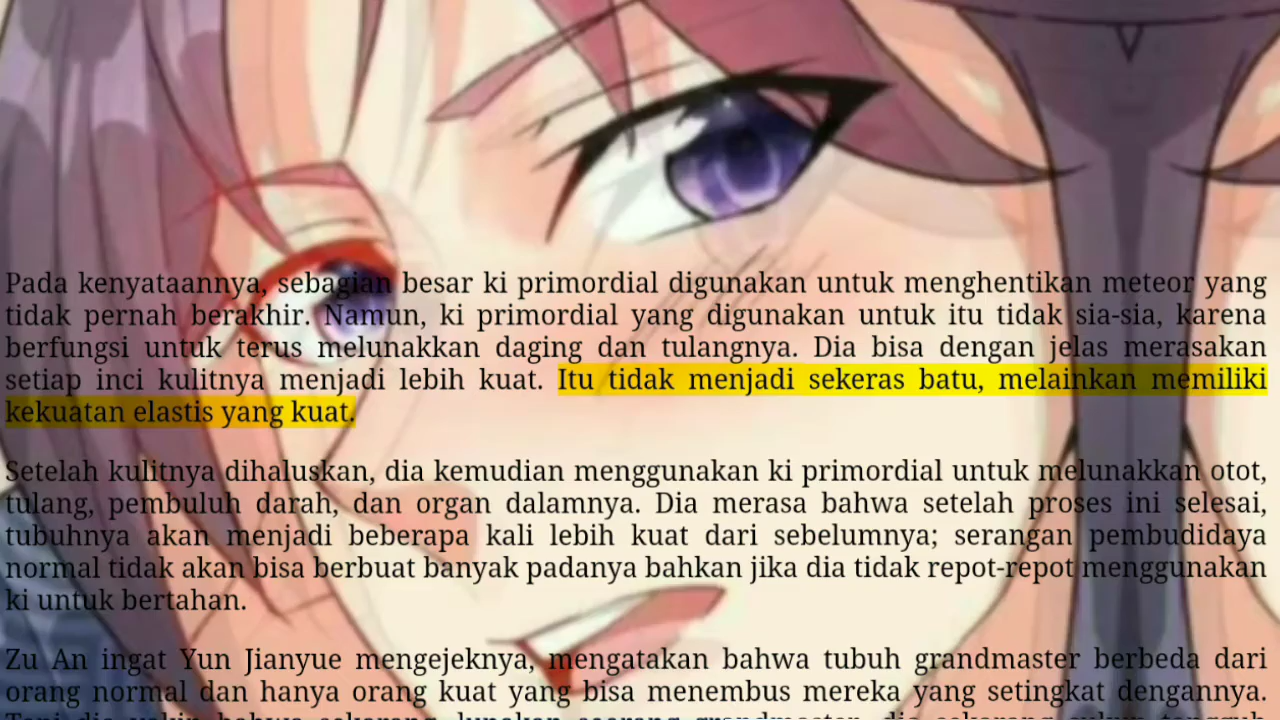 Pada kenyataannya, sebagian besar ki primordial digunakan untuk menghentikan meteor yang
tidak pernah berakhir. Namun, ki primordial yang digunakan untuk itu tidak sia-sia, karena
berfungsi untuk terus melunakkan daging dan tulangnya. Dia bisa dengan jelas merasakan
setiap inci kulitnya menjadi lebih kuat. Itu tidak menjadi sekeras batu, melainkan memiliki
kekuatan elastis yang kuat.
Setelah kulitnya dihaluskan, dia kemudian menggunakan ki primordial untuk melunakkan otot,
tulang, pembuluh darah, dan organ dalamnya. Dia merasa bahwa setelah proses ini selesai,
tubuhnya akan menjadi beberapa kali lebih kuat dari sebelumnya; serangan pembudidaya
normal tidak akan bisa berbuat banyak padanya bahkan jika dia tidak repot-repot menggunakan
ki untuk bertahan.
Zu An ingat Yun Jianyue mengejeknya, mengatakan bahwa tubuh grandmaster berbeda dari
orang normal dan hanya orang kuat yang bisa menembus mereka yang setingkat dengannya.